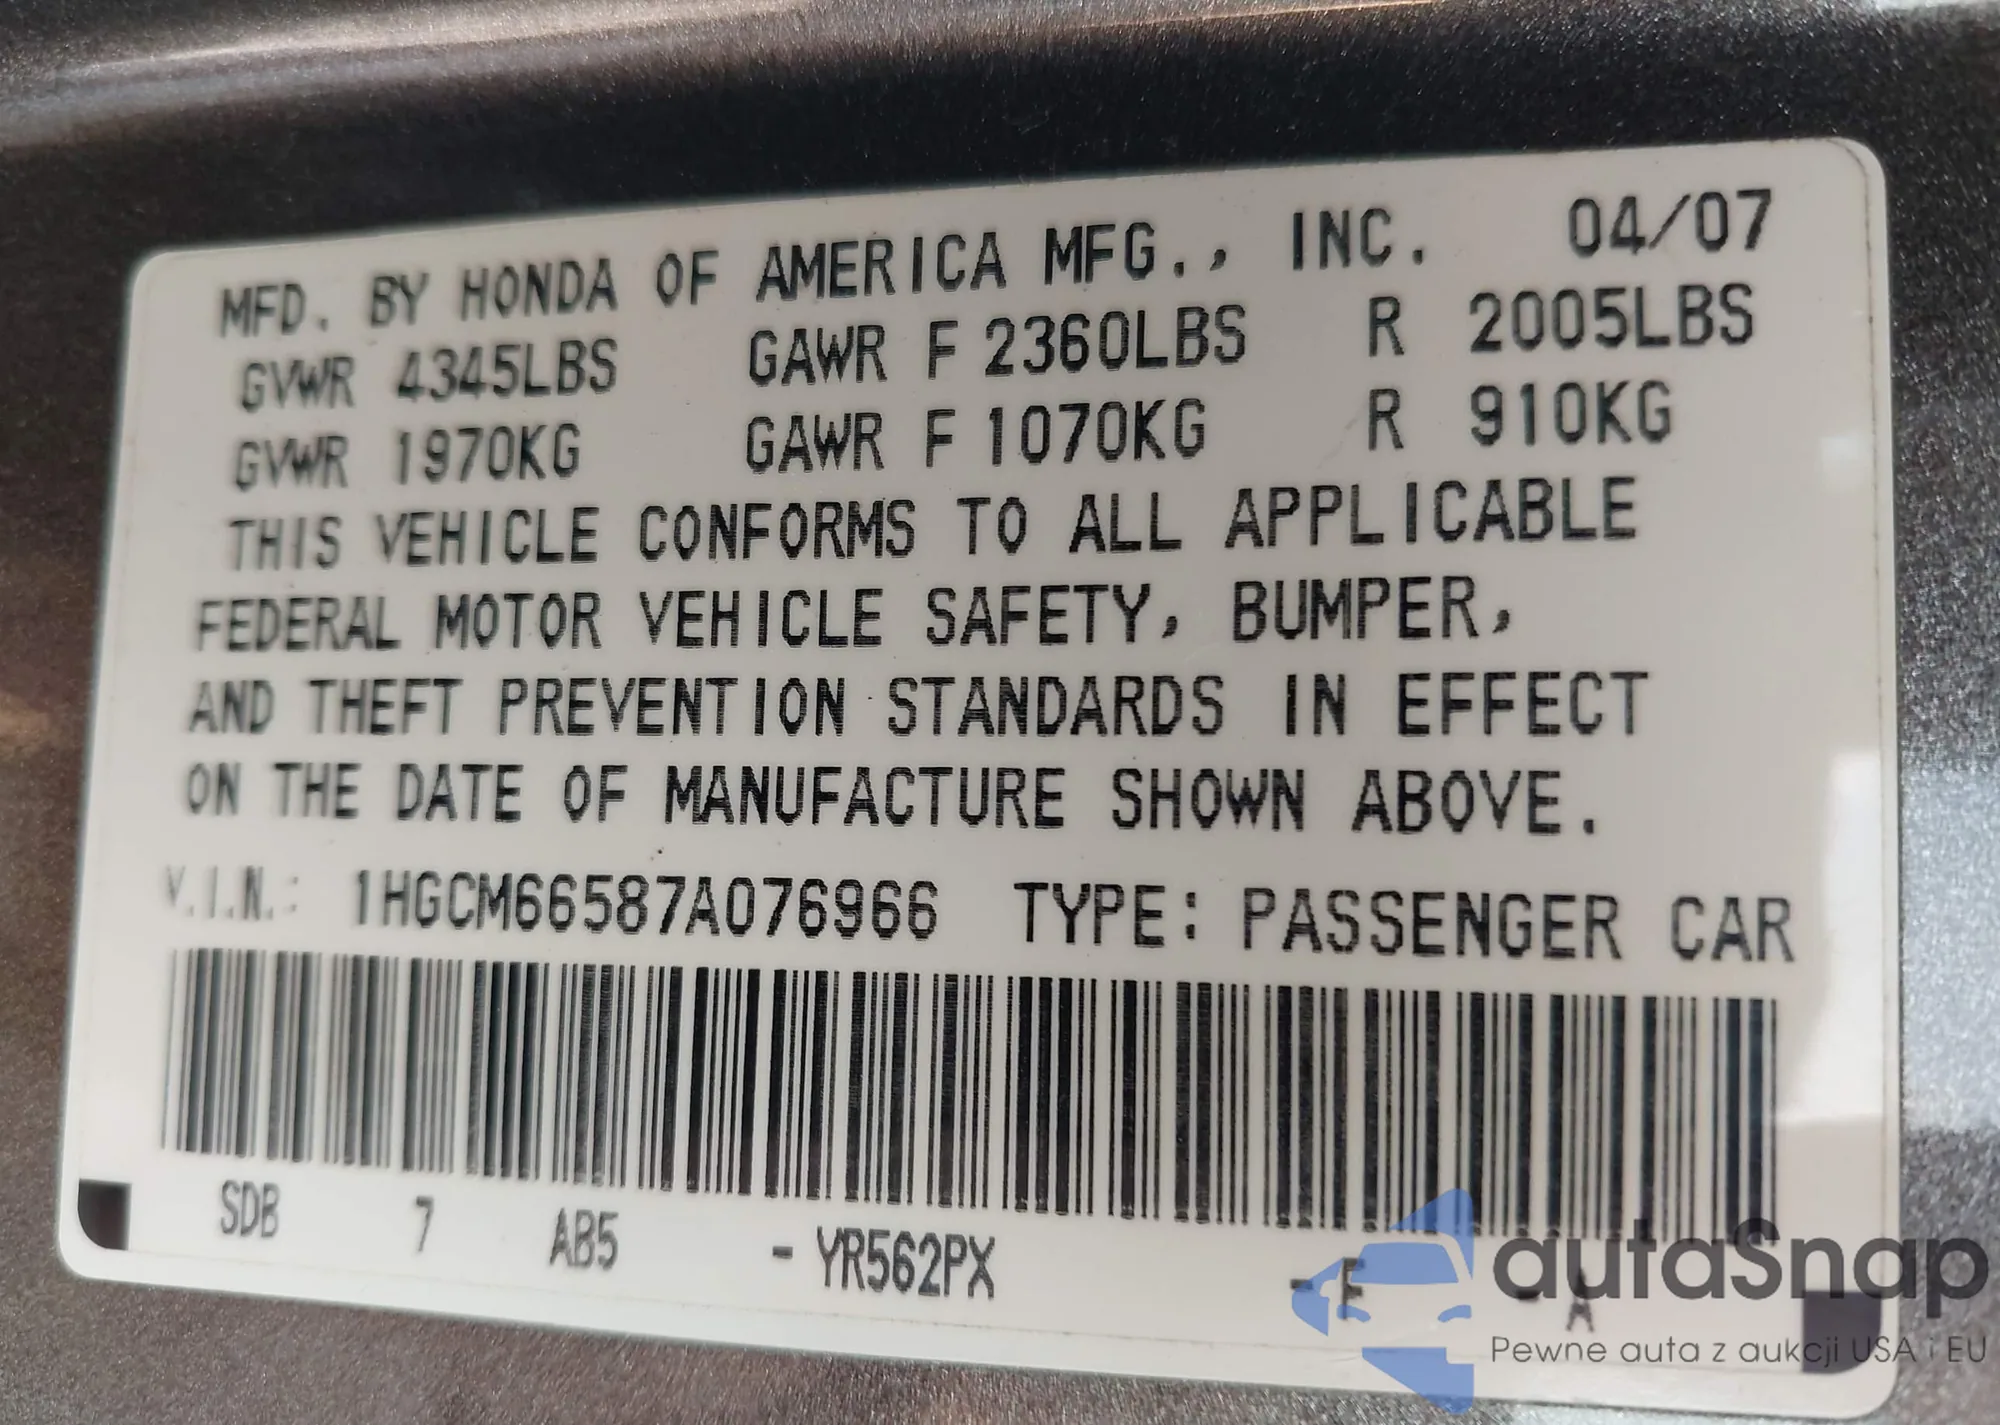 MFD. BY HONDA OF AMERICA MFG., INC. 04/07
GVWR 4345LBS GAWR F 2360LBS R 2005LBS
GVWR 1970KG GAWR F 1070KG R 910KG
THIS VEHICLE CONFORMS TO ALL APPLICABLE
FEDERAL MOTOR VEHICLE SAFETY, BUMPER,
AND THEFT PREVENTION STANDARDS IN EFFECT
ON THE DATE OF MANUFACTURE SHOWN ABOVE.
V.I.N.: 1HGCM66587A076966 TYPE: PASSENGER CAR
SDB 7 AB5 - YR562PX - F - A
autaSnap
Pewne auta z aukcji USA i EU